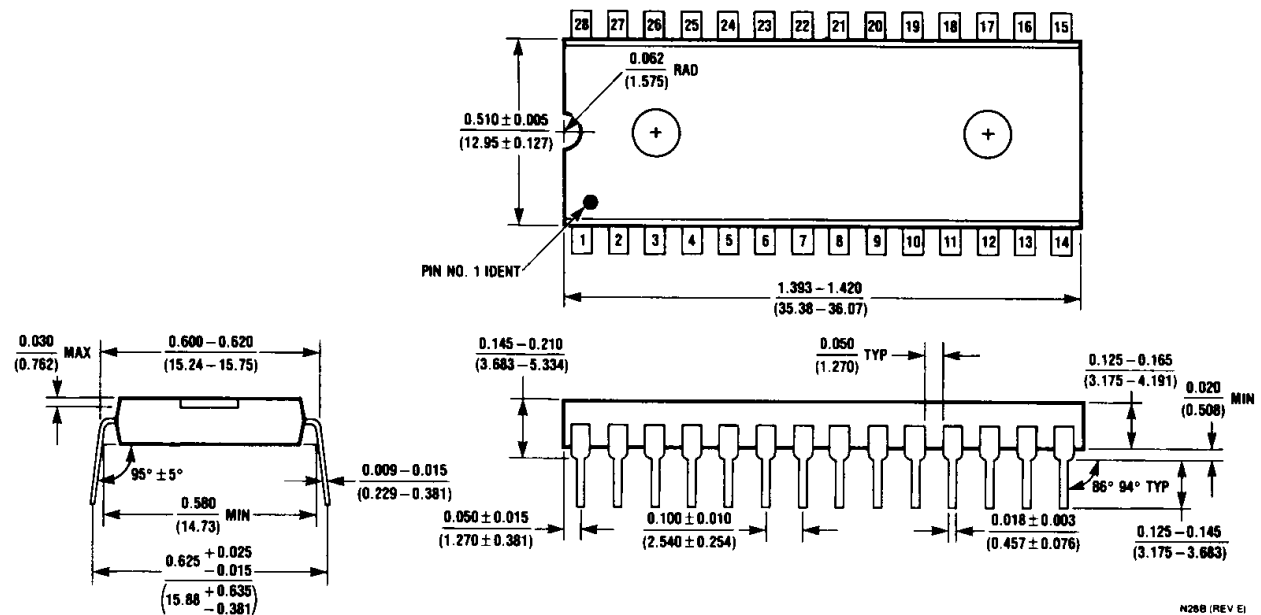 28 27 26 25 24 23 22 21 20 19 18 17 16 15
0.062
(1.575)
RAD
0.510 ± 0.005
(12.95 ± 0.127)
1 2 3 4 5 6 7 8 9 10 11 12 13 14
PIN NO. 1 IDENT
1.393 – 1.420
(35.38 – 36.07)
0.030
(0.762)
MAX
0.600 – 0.620
(15.24 – 15.75)
95° ±5°
0.009 – 0.015
(0.229 – 0.381)
0.580
(14.73)
MIN
0.625 +0.025
−0.015
(15.88 +0.635
−0.381)
0.145 – 0.210
(3.683 – 5.334)
0.050
(1.270)
TYP
0.125 – 0.165
(3.175 – 4.191)
0.020
(0.508)
MIN
86° 94° TYP
0.050 ± 0.015
(1.270 ± 0.381)
0.100 ± 0.010
(2.540 ± 0.254)
0.018 ± 0.003
(0.457 ± 0.076)
0.125 – 0.145
(3.175 – 3.683)
N28B (REV E)